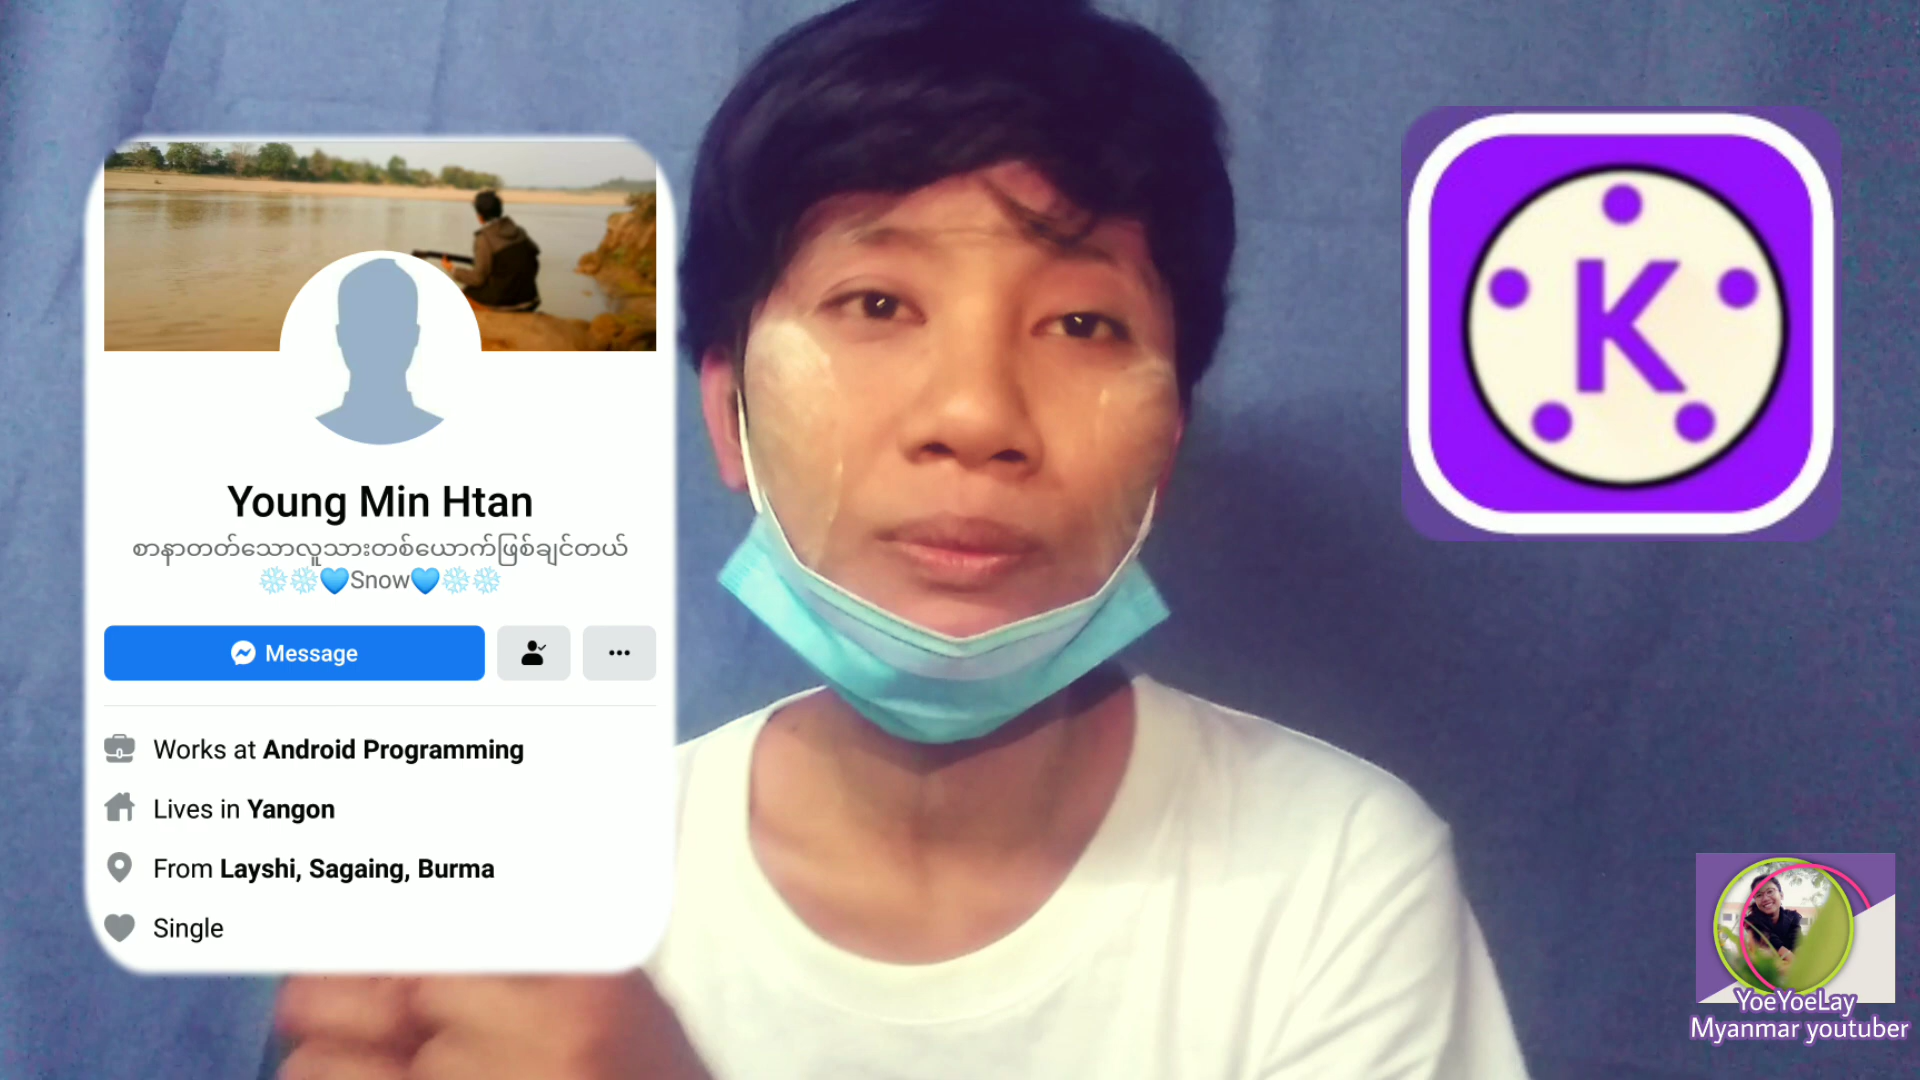 Young Min Htan
စာနာတတ်သောလူသားတစ်ယောက်ဖြစ်ချင်တယ်
❄️❄️💙Snow💙❄️❄️
Message
Works at Android Programming
Lives in Yangon
From Layshi, Sagaing, Burma
Single
K
YoeYoeLay
Myanmar youtuber